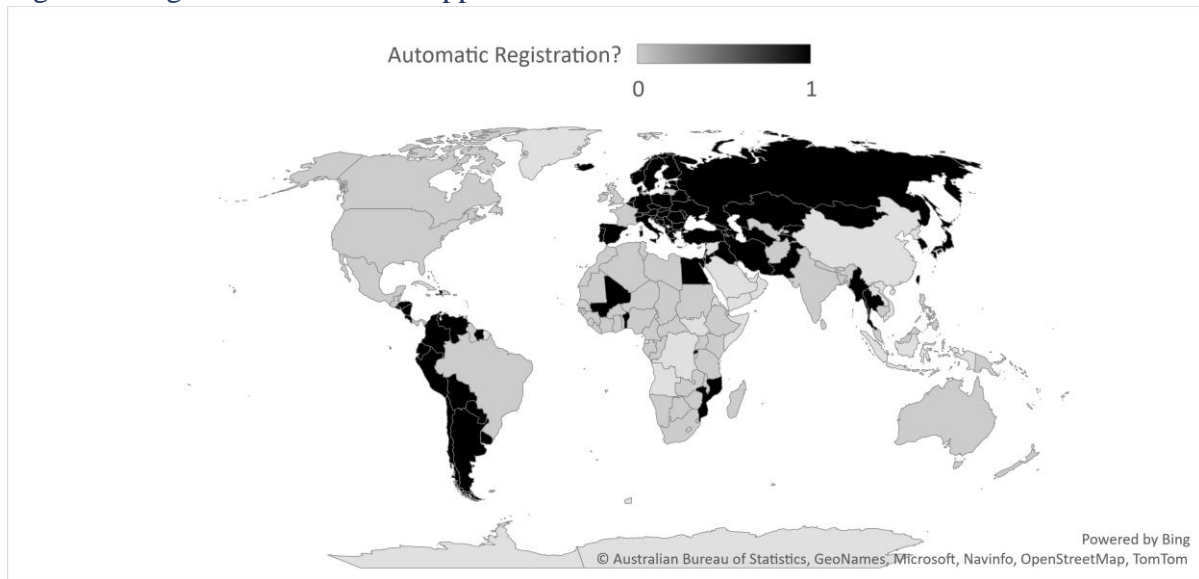 Automatic Registration?
0 1
Powered by Bing
© Australian Bureau of Statistics, GeoNames, Microsoft, Navinfo, OpenStreetMap, TomTom